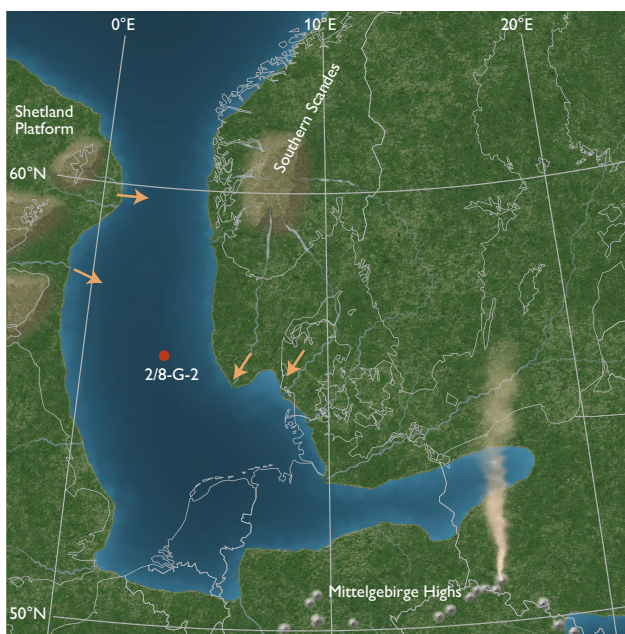 0°E
10°E
20°E
Shetland
Platform
Southern Scandes
60°N
2/8-G-2
Mittelgebirge Highs
50°N